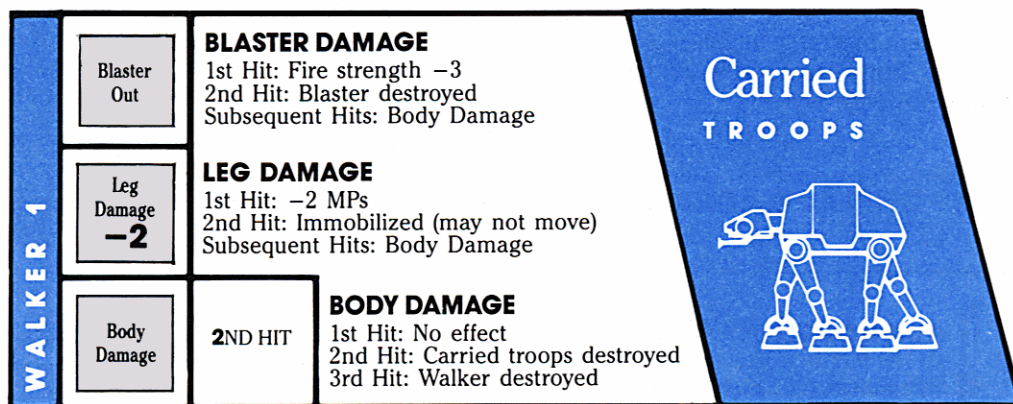 WALKER 1
Blaster
Out
BLASTER DAMAGE
1st Hit: Fire strength −3
2nd Hit: Blaster destroyed
Subsequent Hits: Body Damage
Leg
Damage
−2
LEG DAMAGE
1st Hit: −2 MPs
2nd Hit: Immobilized (may not move)
Subsequent Hits: Body Damage
Body
Damage
2ND HIT
BODY DAMAGE
1st Hit: No effect
2nd Hit: Carried troops destroyed
3rd Hit: Walker destroyed
Carried
TROOPS